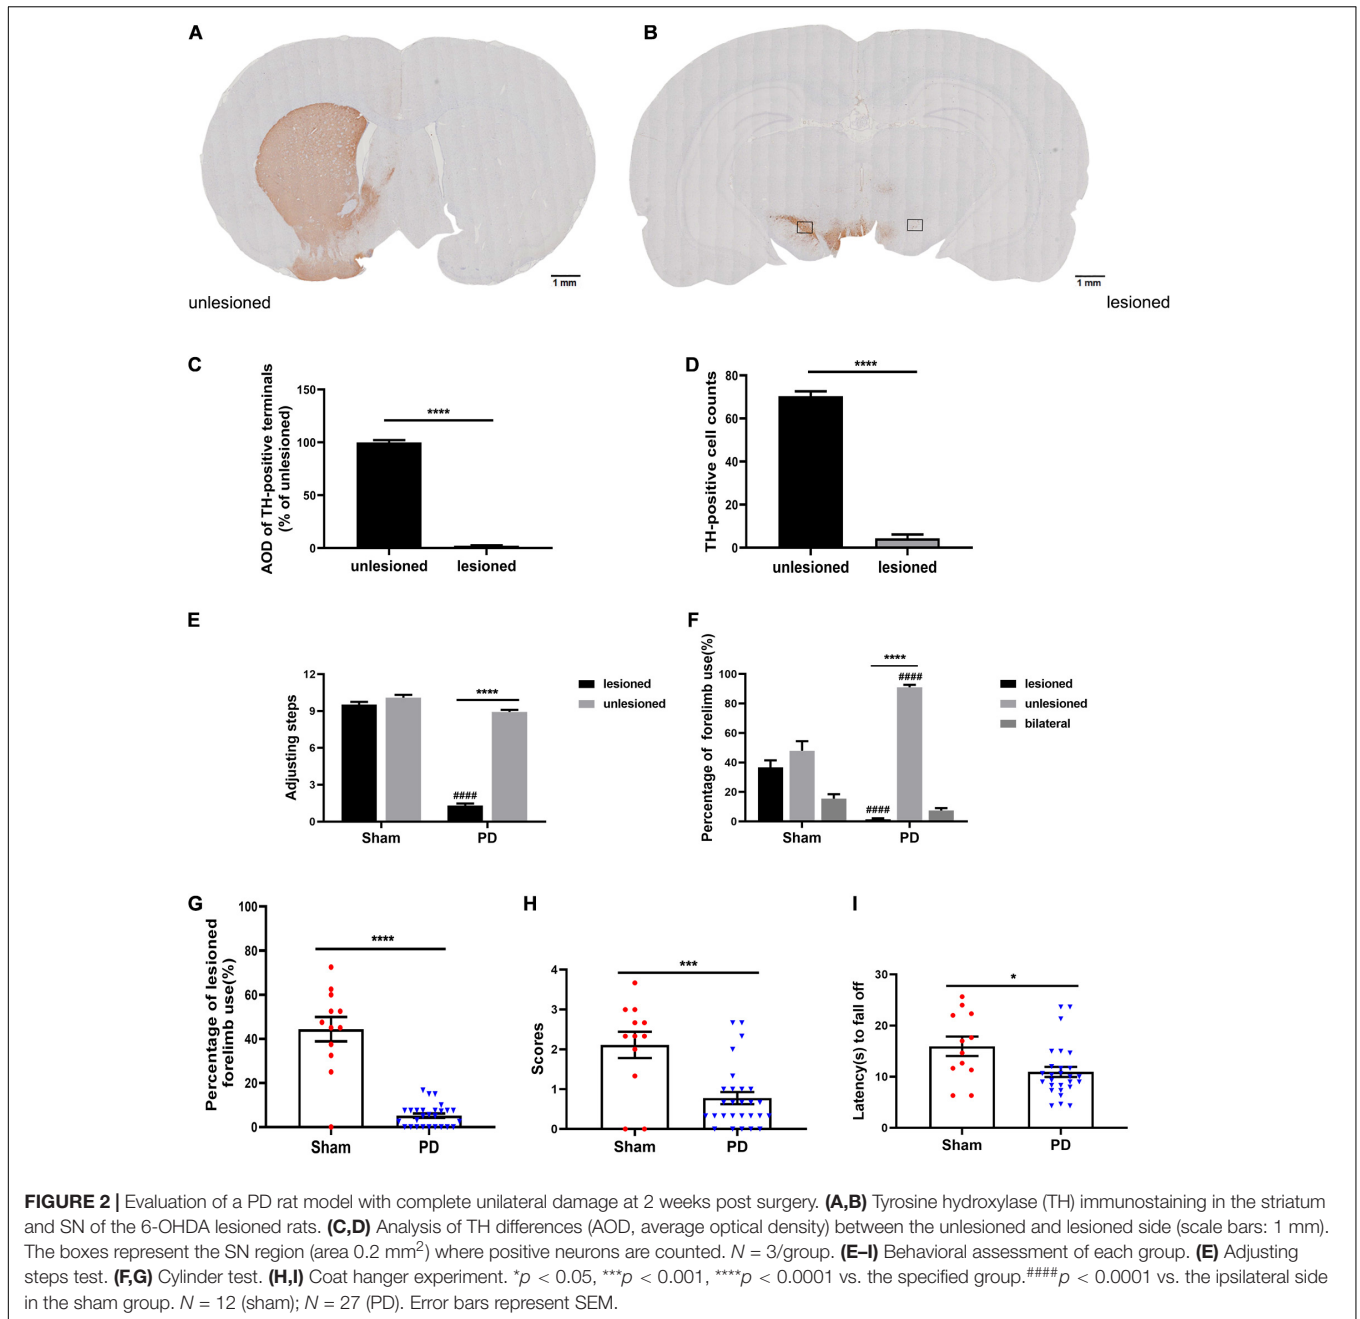 A
B
1 mm
1 mm
unlesioned
lesioned
C
AOD of TH-positive terminals
(% of unlesioned)
150
100
50
0
****
unlesioned
lesioned
D
TH-positive cell counts
80
60
40
20
0
****
unlesioned
lesioned
E
Adjusting steps
12
9
6
3
0
****
####
Sham
PD
lesioned
unlesioned
F
Percentage of forelimb use(%)
100
80
60
40
20
0
****
####
####
Sham
PD
lesioned
unlesioned
bilateral
G
Percentage of lesioned
forelimb use(%)
100
80
60
40
20
0
****
Sham
PD
H
Scores
4
3
2
1
0
***
Sham
PD
I
Latency(s) to fall off
30
20
10
0
*
Sham
PD
FIGURE 2 | Evaluation of a PD rat model with complete unilateral damage at 2 weeks post surgery. (A,B) Tyrosine hydroxylase (TH) immunostaining in the striatum
and SN of the 6-OHDA lesioned rats. (C,D) Analysis of TH differences (AOD, average optical density) between the unlesioned and lesioned side (scale bars: 1 mm).
The boxes represent the SN region (area 0.2 mm²) where positive neurons are counted. N = 3/group. (E–I) Behavioral assessment of each group. (E) Adjusting
steps test. (F,G) Cylinder test. (H,I) Coat hanger experiment. *p < 0.05, ***p < 0.001, ****p < 0.0001 vs. the specified group.####p < 0.0001 vs. the ipsilateral side
in the sham group. N = 12 (sham); N = 27 (PD). Error bars represent SEM.